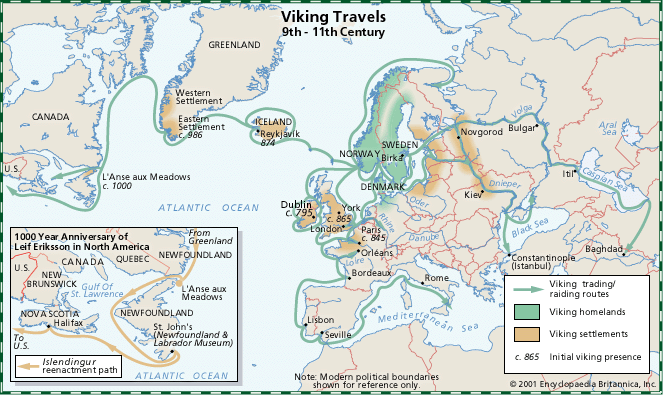 Viking Travels
9th - 11th Century
GREENLAND
Western
Settlement
Eastern
Settlement
c. 986
CANADA
U.S.
L'Anse aux Meadows
c. 1000
ICELAND
Reykjavik
874
NORWAY
SWEDEN
Birka
DENMARK
Novgorod
Volga
Bulgar
Aral
Sea
Itil
Caspian Sea
Baghdad
Kiev
Dniepr
Black Sea
Constantinople
(Istanbul)
Dublin
c. 795
York
c. 865
London
Paris
c. 845
Orléans
Loire
Rhine
Oder
Danube
Bordeaux
Rome
Lisbon
Seville
Mediterranean Sea
ATLANTIC OCEAN
1000 Year Anniversary of
Leif Eriksson in North America
From
Greenland
CANADA
QUEBEC
NEWFOUNDLAND
U.S.
NEW
BRUNSWICK
Gulf Of
St. Lawrence
L'Anse aux
Meadows
NOVA SCOTIA
Halifax
NEWFOUNDLAND
St. John's
(Newfoundland &
Labrador Museum)
To
U.S.
Islendingur
reenactment path
ATLANTIC OCEAN
Note: Modern political boundaries
shown for reference only.
Viking trading/
raiding routes
Viking homelands
Viking settlements
c. 865 Initial viking presence
© 2001 Encyclopaedia Britannica, Inc.